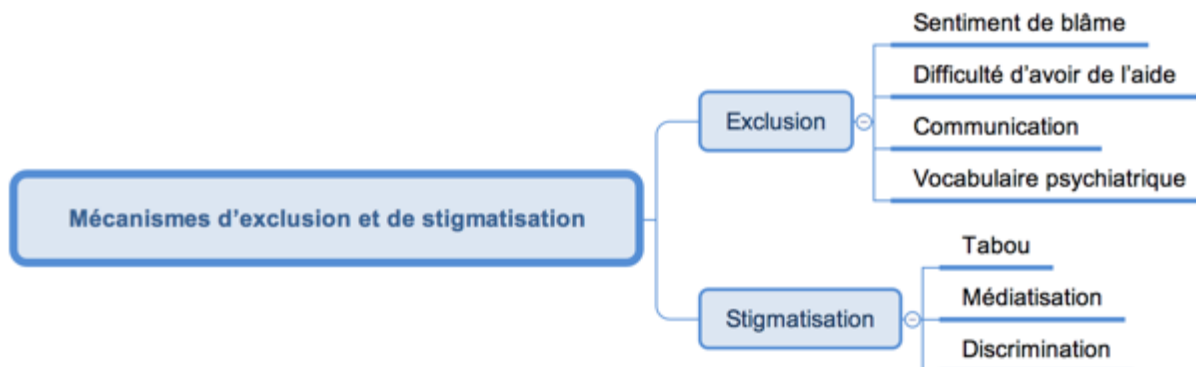 Mécanismes d'exclusion et de stigmatisation
Exclusion
Sentiment de blâme
Difficulté d'avoir de l'aide
Communication
Vocabulaire psychiatrique
Stigmatisation
Tabou
Médiatisation
Discrimination